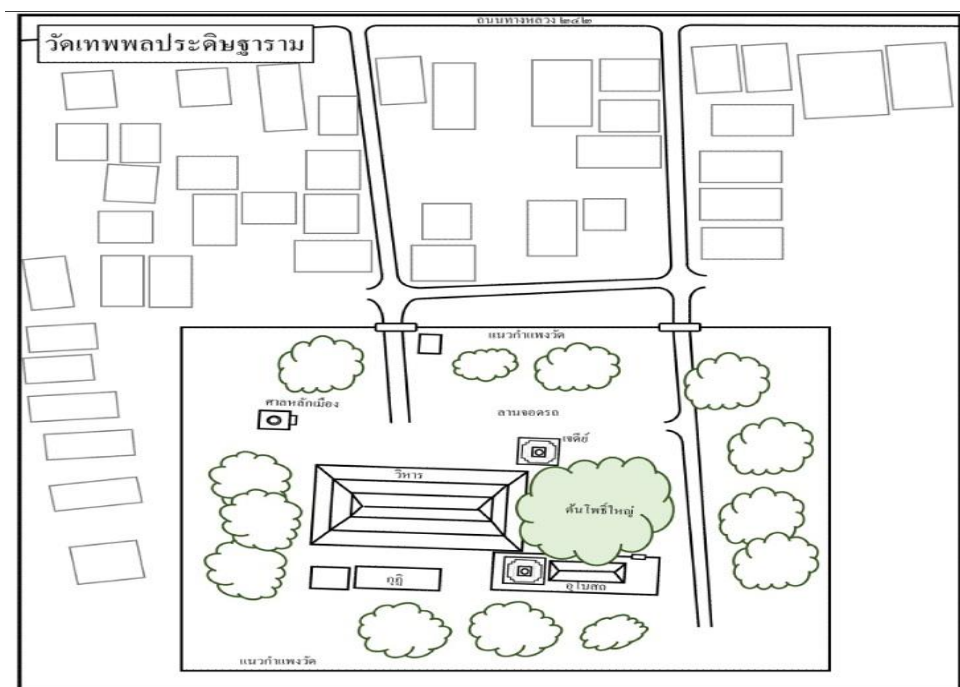 ถนนทางหลวง ๒๔๒
วัดเทพพลประดิษฐาราม
แนวกำแพงวัด
ศาลหลักเมือง
ลานจอดรถ
เจดีย์
วิหาร
ต้นโพธิ์ใหญ่
กุฏิ
อุโบสถ
แนวกำแพงวัด